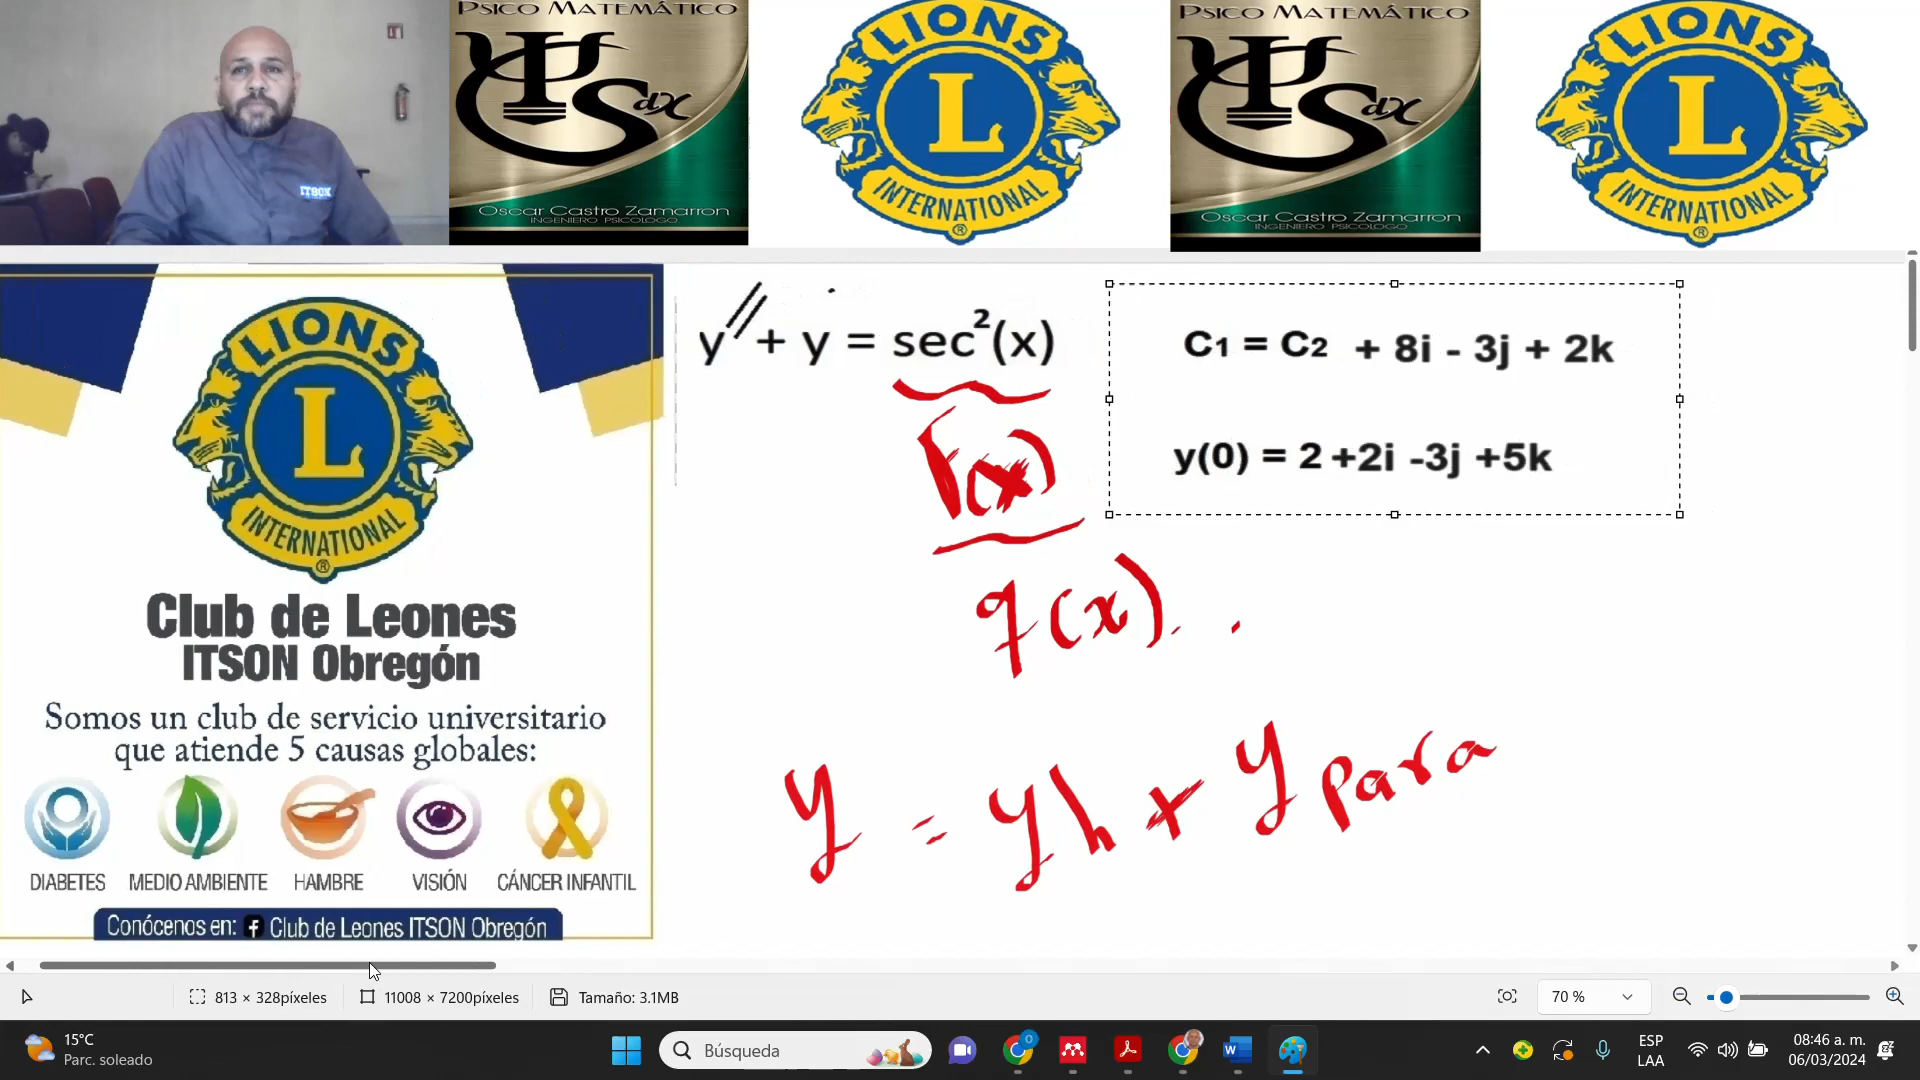 PSICO MATEMÁTICO
dx
Oscar Castro Zamarron
INGENIERO PSICOLOGO
LIONS
L
INTERNATIONAL
®
PSICO MATEMÁTICO
dx
Oscar Castro Zamarron
INGENIERO PSICOLOGO
LIONS
L
INTERNATIONAL
®
ITSON
LIONS
L
INTERNATIONAL
®
Club de Leones
ITSON Obregón
Somos un club de servicio universitario
que atiende 5 causas globales:
DIABETES MEDIO AMBIENTE HAMBRE VISIÓN CÁNCER INFANTIL
Conócenos en: f Club de Leones ITSON Obregón
y'' + y = sec²(x)
f(x)
q(x)
y = yh + y para
C1 = C2 + 8i - 3j + 2k
y(0) = 2 +2i -3j +5k
813 × 328píxeles 11008 × 7200píxeles Tamaño: 3.1MB 70 %
15°C
Parc. soleado
Búsqueda
ESP
LAA
08:46 a. m.
06/03/2024